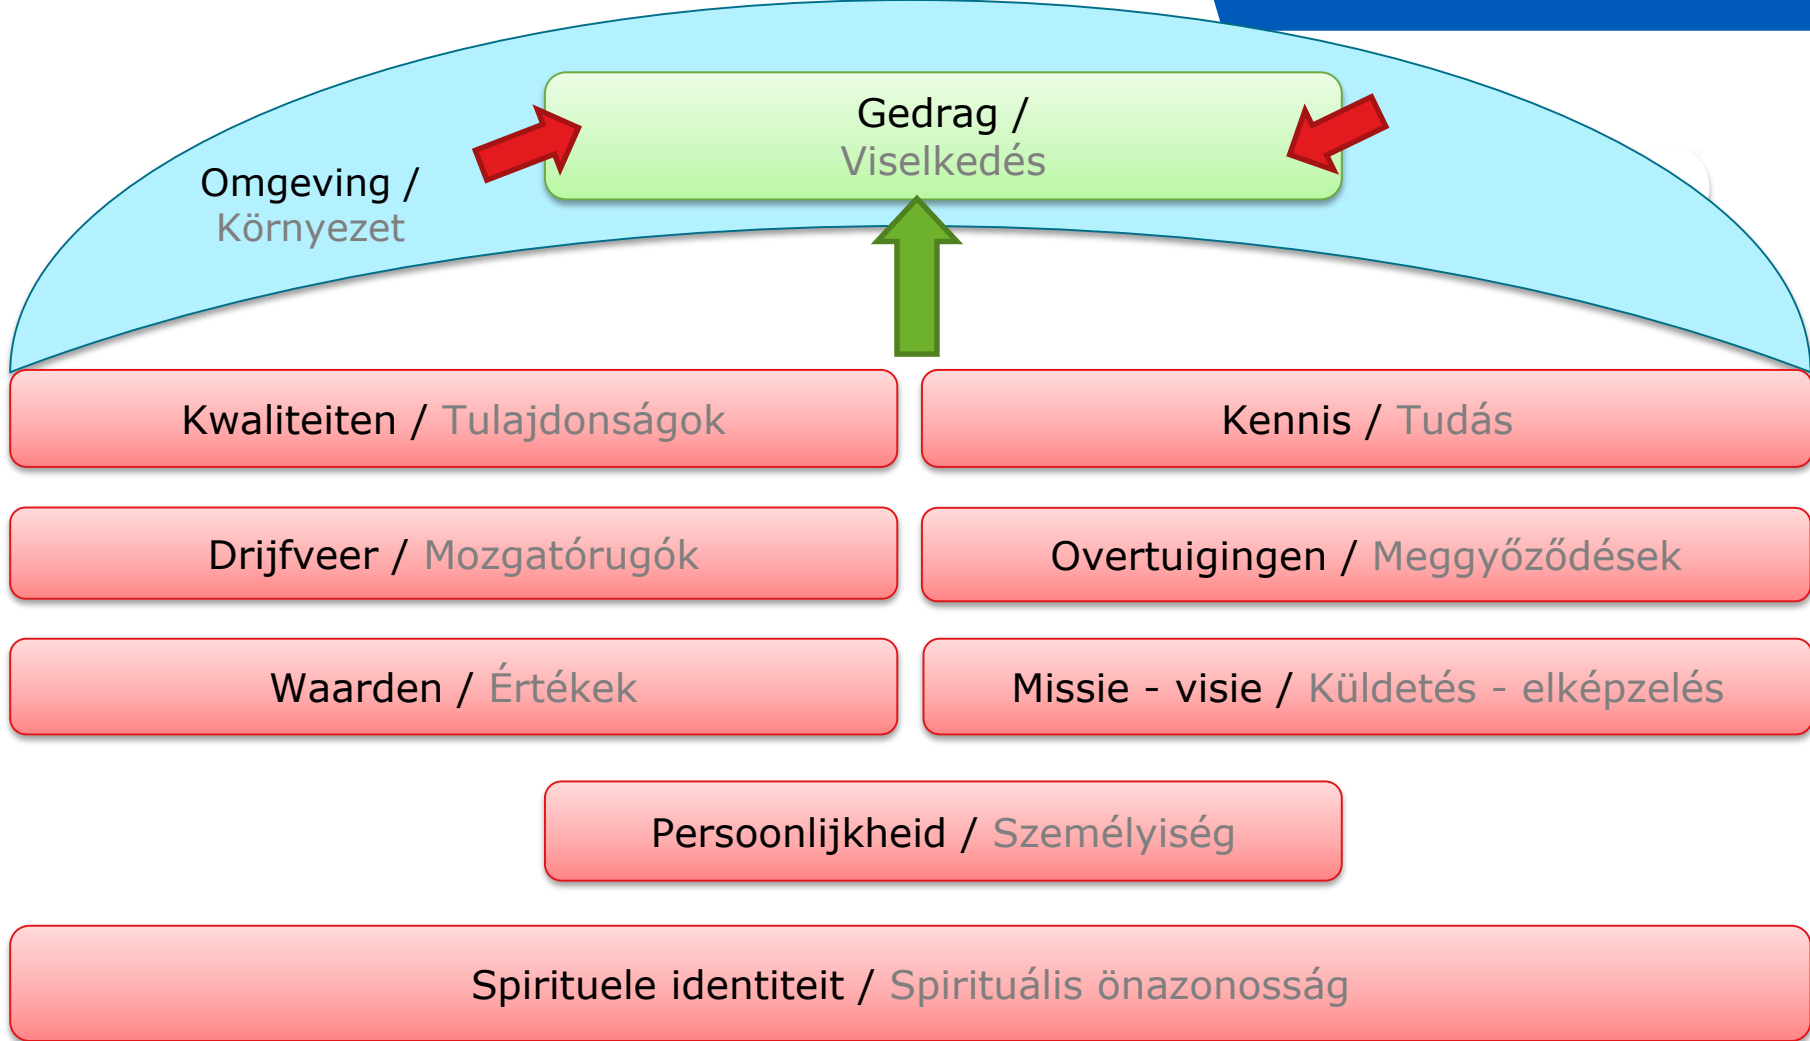 Gedrag /
Viselkedés
Omgeving /
Környezet
Kwaliteiten / Tulajdonságok
Kennis / Tudás
Drijfveer / Mozgatórugók
Overtuigingen / Meggyőződések
Waarden / Értékek
Missie - visie / Küldetés - elképzelés
Persoonlijkheid / Személyiség
Spirituele identiteit / Spirituális önazonosság